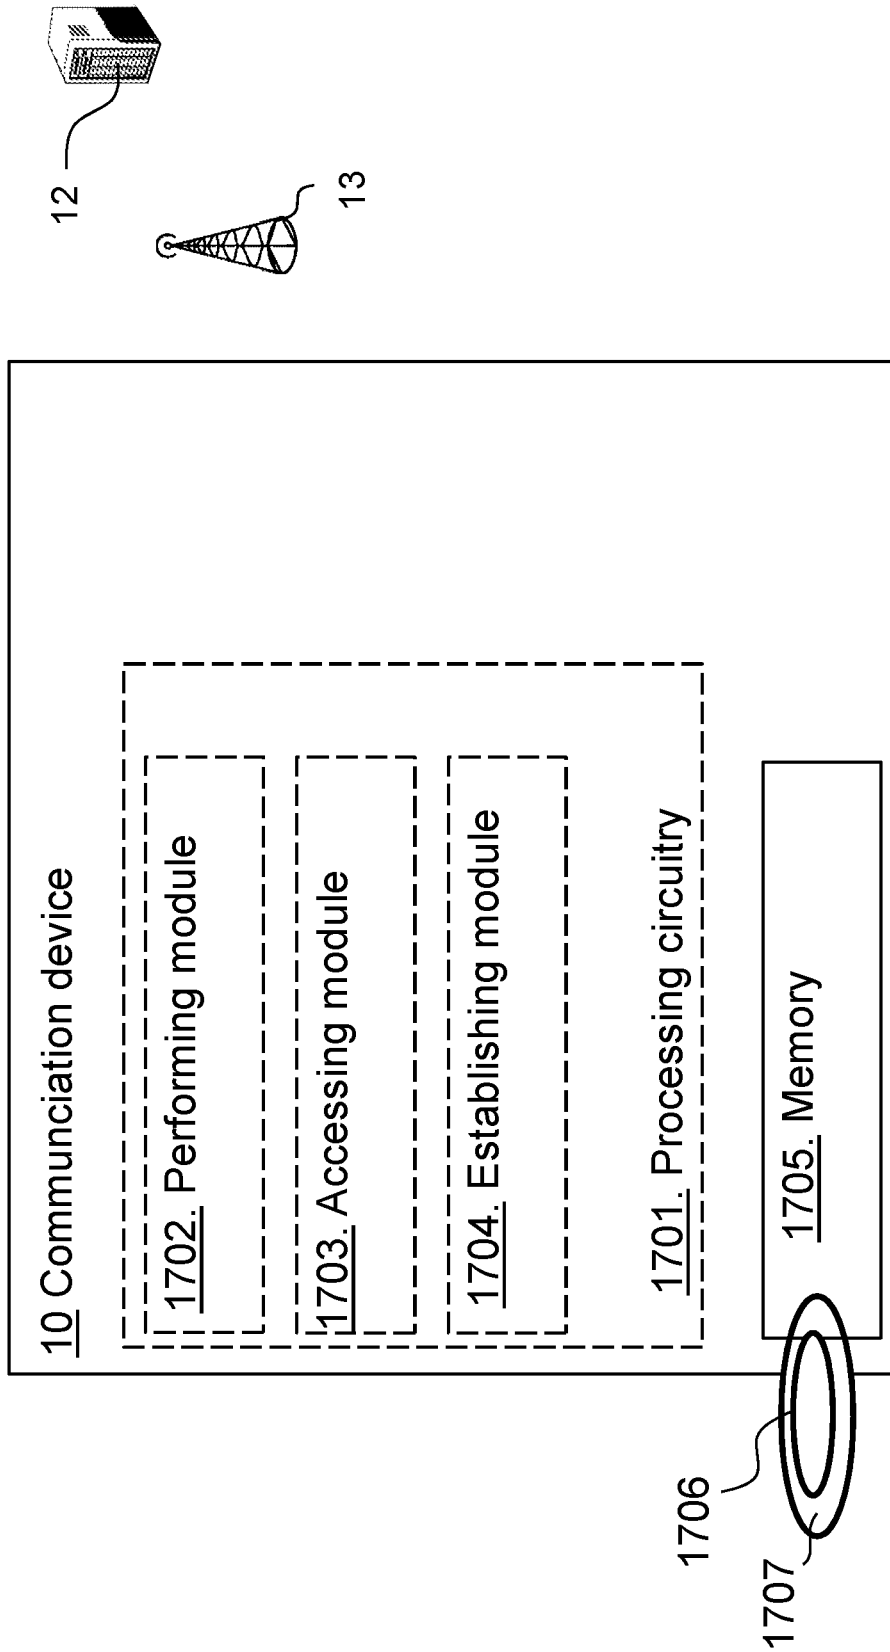 10 Communciation device
1702. Performing module
1703. Accessing module
1704. Establishing module
1701. Processing circuitry
1705. Memory
1706
1707
12
13